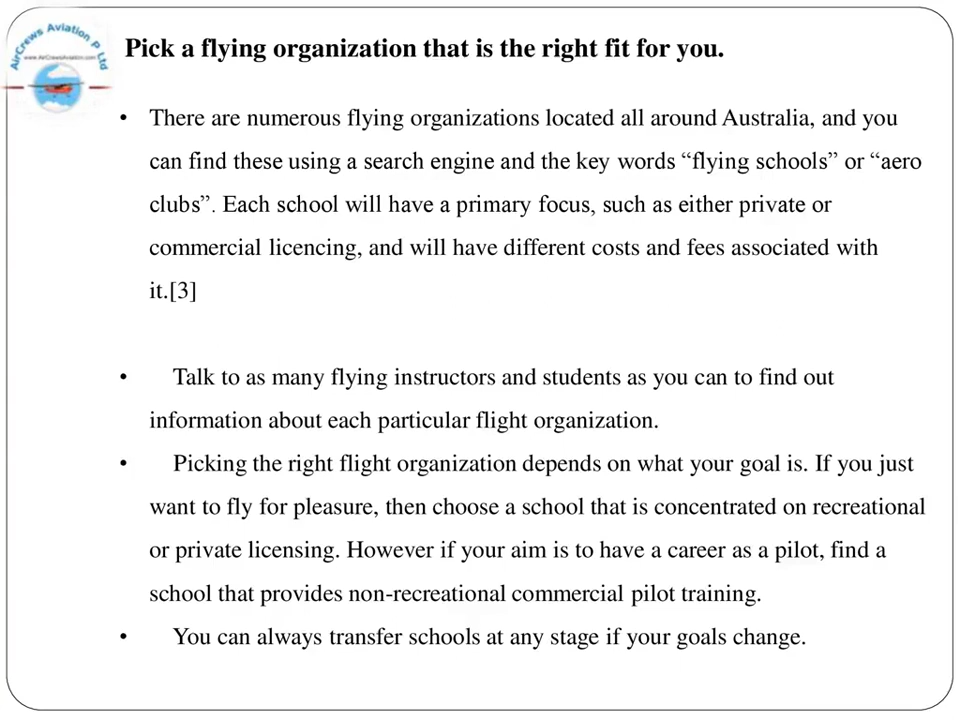 AirCrews Aviation P Ltd
www.AirCrewsAviation.com
Pick a flying organization that is the right fit for you.
• There are numerous flying organizations located all around Australia, and you
can find these using a search engine and the key words “flying schools” or “aero
clubs”. Each school will have a primary focus, such as either private or
commercial licencing, and will have different costs and fees associated with
it.[3]
• Talk to as many flying instructors and students as you can to find out
information about each particular flight organization.
• Picking the right flight organization depends on what your goal is. If you just
want to fly for pleasure, then choose a school that is concentrated on recreational
or private licensing. However if your aim is to have a career as a pilot, find a
school that provides non-recreational commercial pilot training.
• You can always transfer schools at any stage if your goals change.